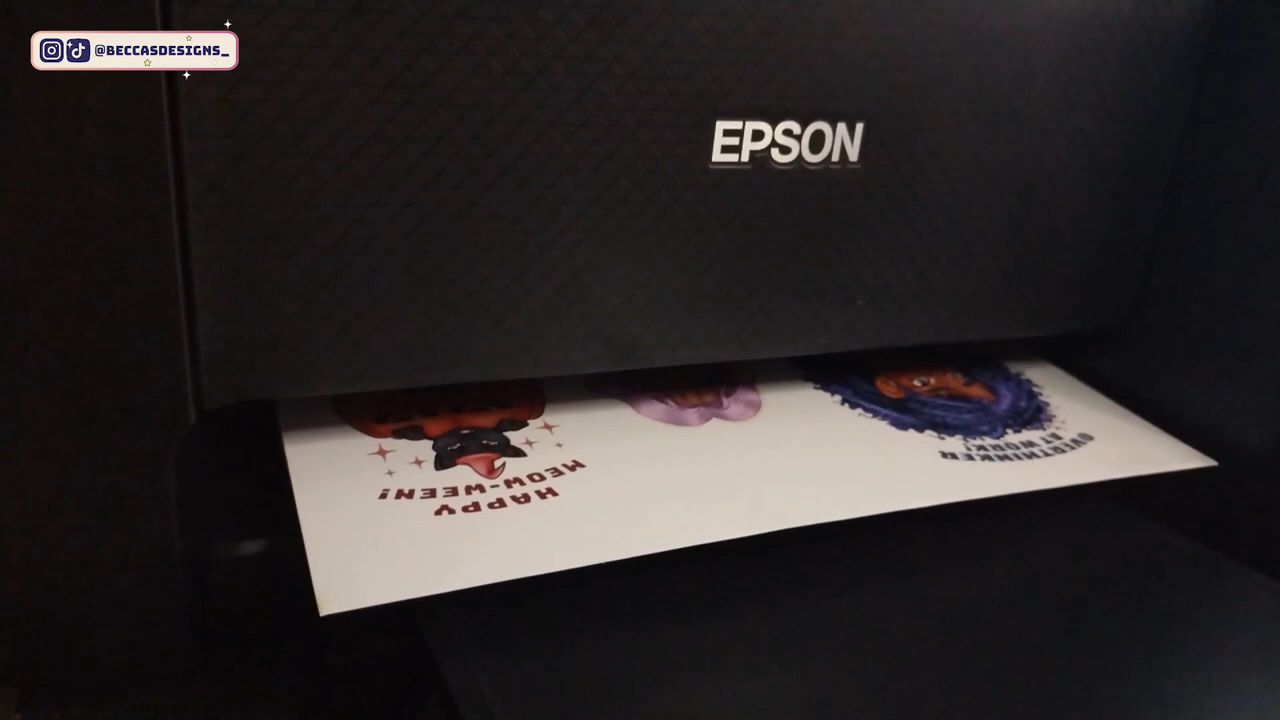 @BECCASDESIGNS_
EPSON
HAPPY
MEOW-WEEN!
OVERTHINKER
AT WORK!